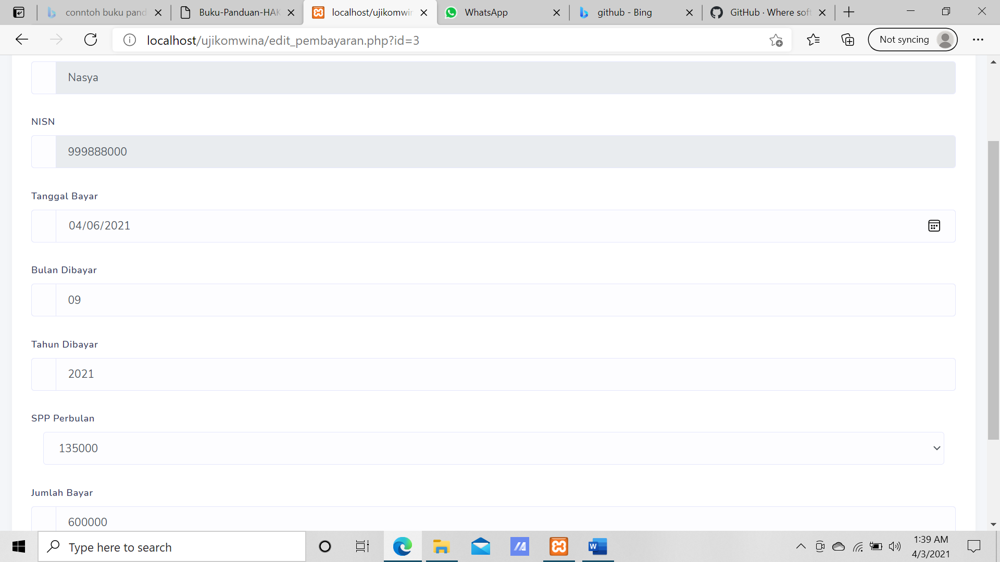 conntoh buku pand
Buku-Panduan-HAK
localhost/ujikomwin
WhatsApp
github - Bing
GitHub · Where soft
localhost/ujikomwina/edit_pembayaran.php?id=3
Not syncing
Nasya
NISN
999888000
Tanggal Bayar
04/06/2021
Bulan Dibayar
09
Tahun Dibayar
2021
SPP Perbulan
135000
Jumlah Bayar
600000
Type here to search
1:39 AM
4/3/2021